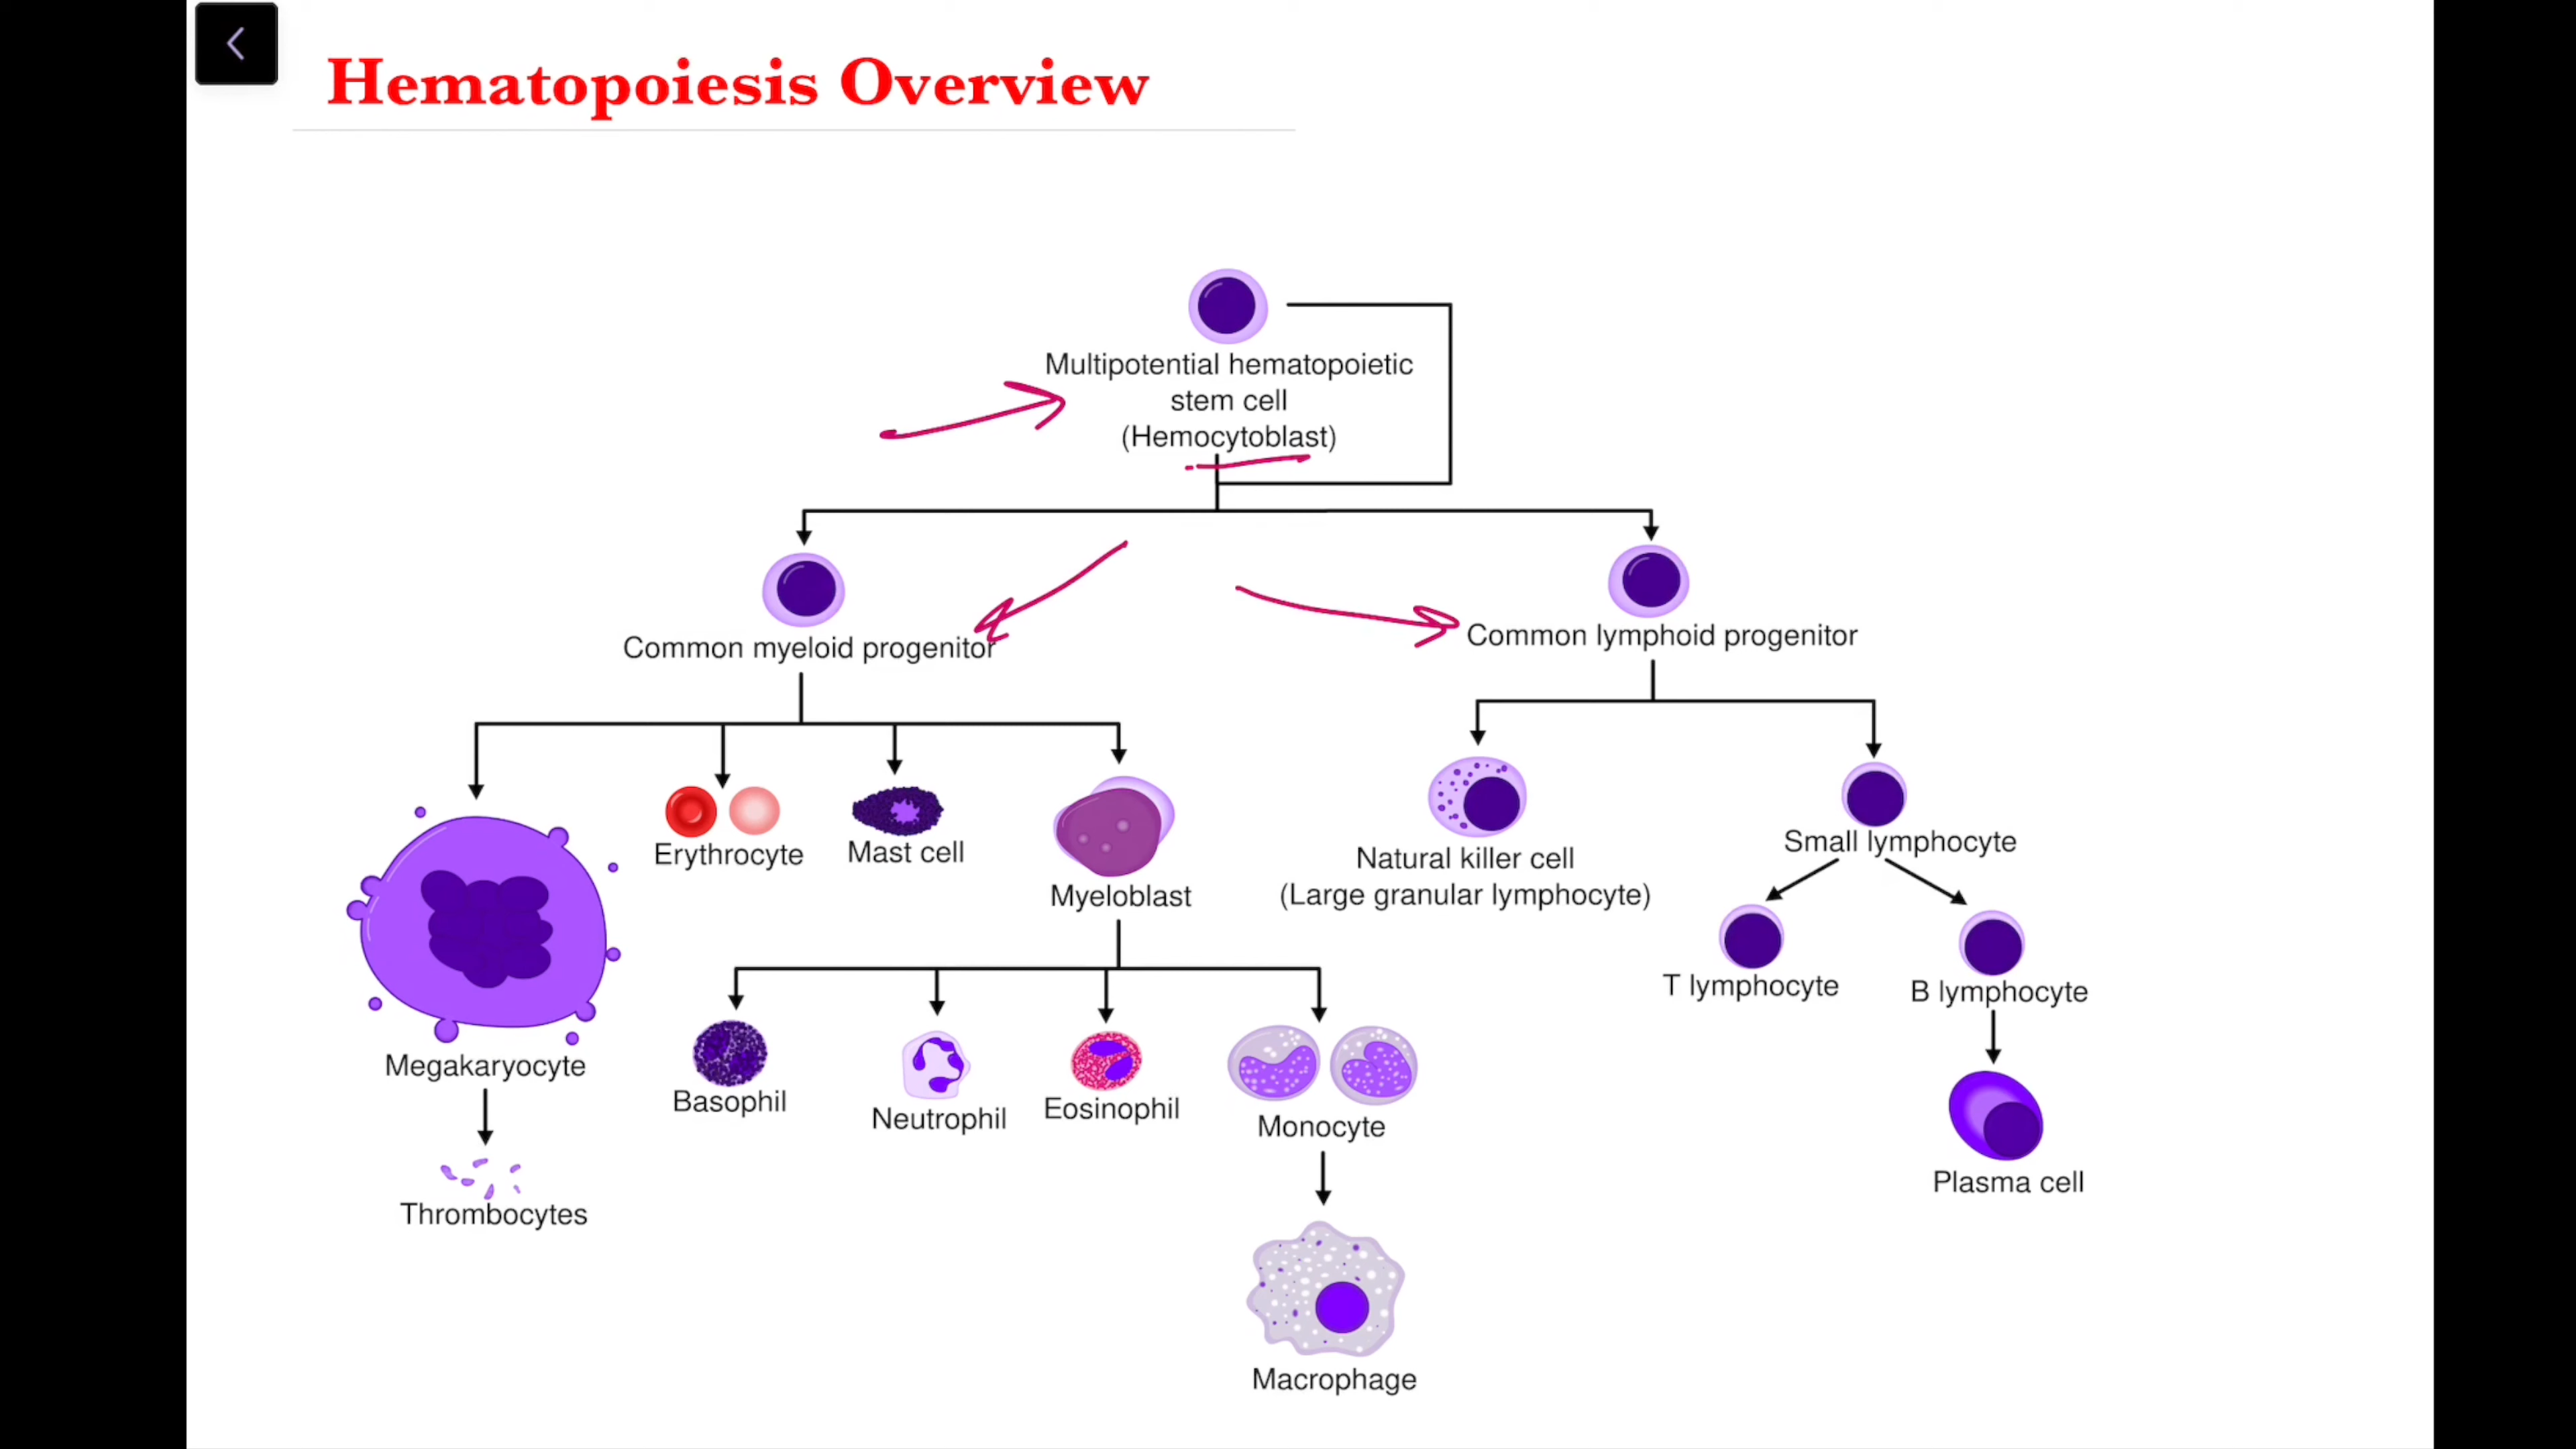 Hematopoiesis Overview
Multipotential hematopoietic
stem cell
(Hemocytoblast)
Common myeloid progenitor
Common lymphoid progenitor
Erythrocyte
Mast cell
Myeloblast
Natural killer cell
(Large granular lymphocyte)
Small lymphocyte
T lymphocyte
B lymphocyte
Megakaryocyte
Basophil
Neutrophil
Eosinophil
Monocyte
Plasma cell
Thrombocytes
Macrophage